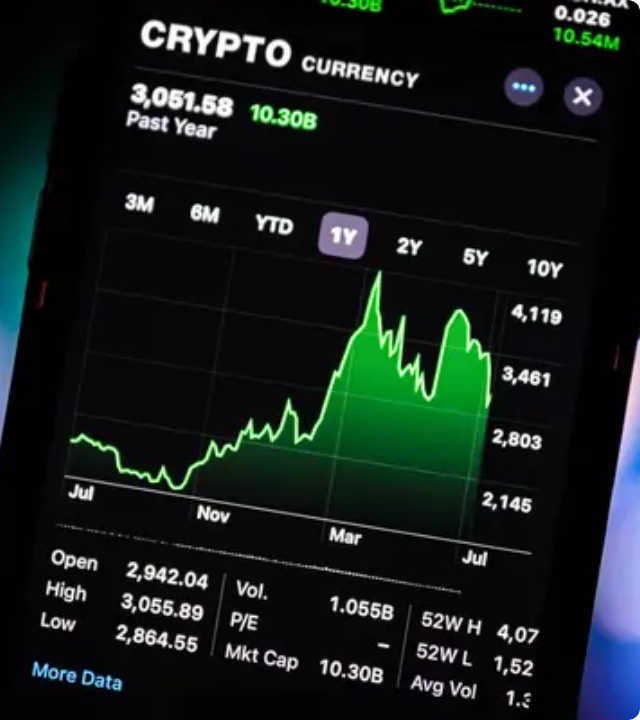 10.30B
0.026
10.54M
CRYPTO CURRENCY
3,051.58 10.30B
Past Year
3M 6M YTD 1Y 2Y 5Y 10Y
4,119
3,461
2,803
2,145
Jul Nov Mar Jul
Open 2,942.04
High 3,055.89
Low 2,864.55
Vol. 1.055B
P/E –
Mkt Cap 10.30B
52W H 4,07
52W L 1,52
Avg Vol 1.3
More Data